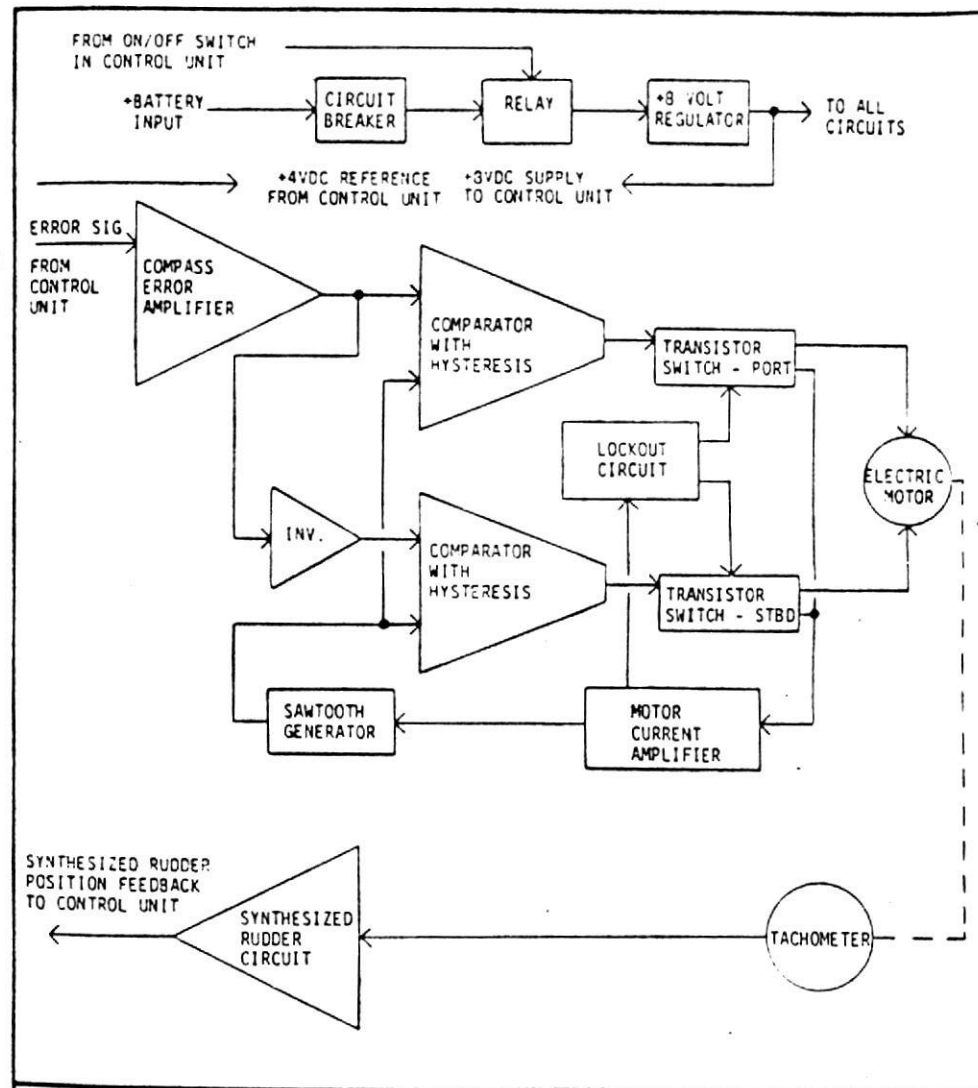 FROM ON/OFF SWITCH
IN CONTROL UNIT
+BATTERY
INPUT
CIRCUIT
BREAKER
RELAY
+8 VOLT
REGULATOR
TO ALL
CIRCUITS
+4VDC REFERENCE
FROM CONTROL UNIT
+3VDC SUPPLY
TO CONTROL UNIT
ERROR SIG
FROM
CONTROL
UNIT
COMPASS
ERROR
AMPLIFIER
COMPARATOR
WITH
HYSTERESIS
TRANSISTOR
SWITCH - PORT
LOCKOUT
CIRCUIT
ELECTRIC
MOTOR
INV.
COMPARATOR
WITH
HYSTERESIS
TRANSISTOR
SWITCH - STBD
SAWTOOTH
GENERATOR
MOTOR
CURRENT
AMPLIFIER
SYNTHESIZED RUDDER
POSITION FEEDBACK
TO CONTROL UNIT
SYNTHESIZED
RUDDER
CIRCUIT
TACHOMETER